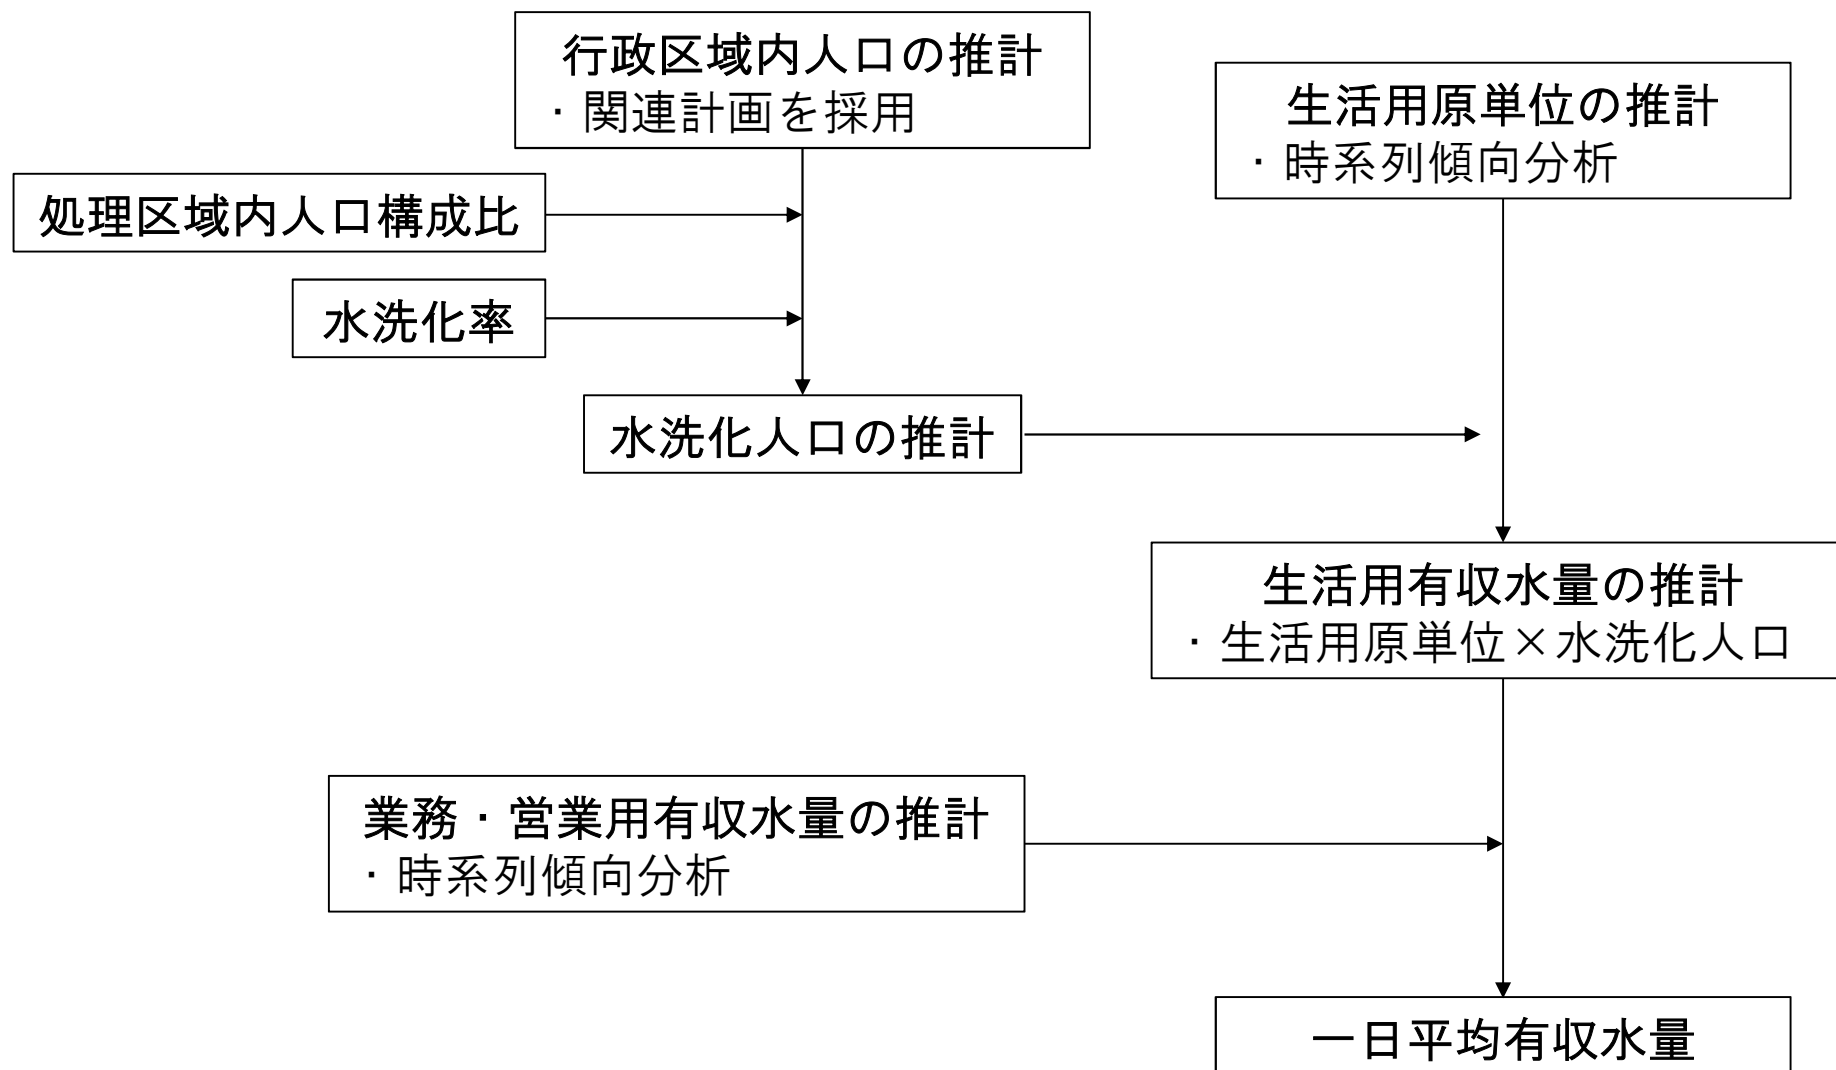 行政区域内人口の推計
・関連計画を採用
生活用原単位の推計
・時系列傾向分析
処理区域内人口構成比
水洗化率
水洗化人口の推計
生活用有収水量の推計
・生活用原単位×水洗化人口
業務・営業用有収水量の推計
・時系列傾向分析
一日平均有収水量